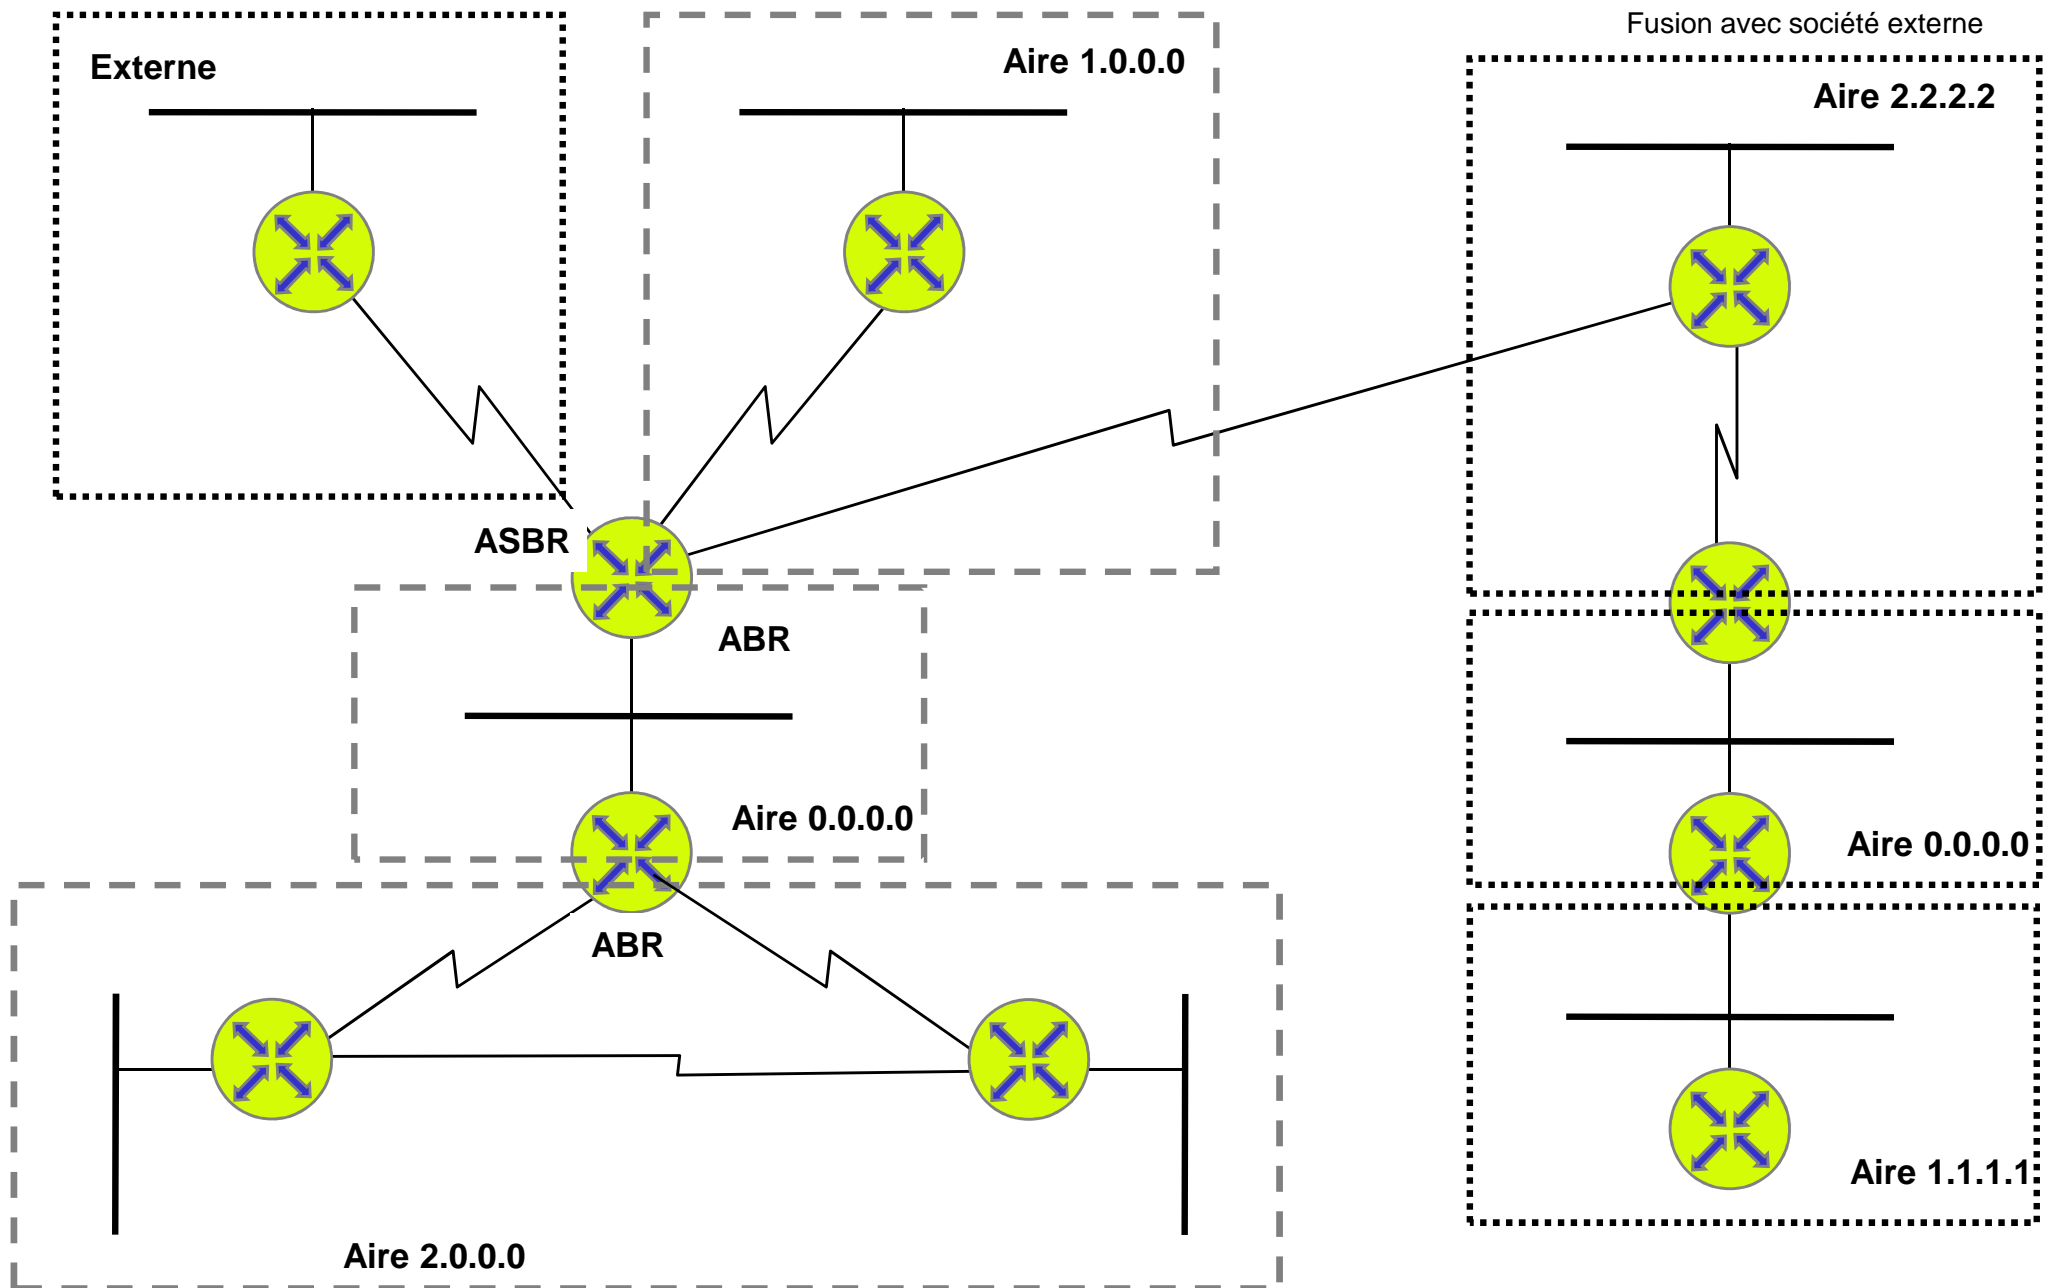 Fusion avec société externe
Externe
Aire 1.0.0.0
Aire 2.2.2.2
ASBR
ABR
Aire 0.0.0.0
Aire 0.0.0.0
ABR
Aire 1.1.1.1
Aire 2.0.0.0